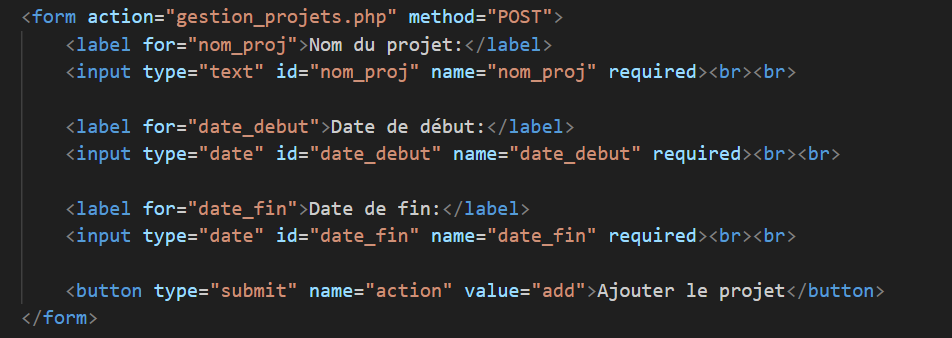 <form action="gestion_projets.php" method="POST">
<label for="nom_proj">Nom du projet:</label>
<input type="text" id="nom_proj" name="nom_proj" required><br><br>
<label for="date_debut">Date de début:</label>
<input type="date" id="date_debut" name="date_debut" required><br><br>
<label for="date_fin">Date de fin:</label>
<input type="date" id="date_fin" name="date_fin" required><br><br>
<button type="submit" name="action" value="add">Ajouter le projet</button>
</form>